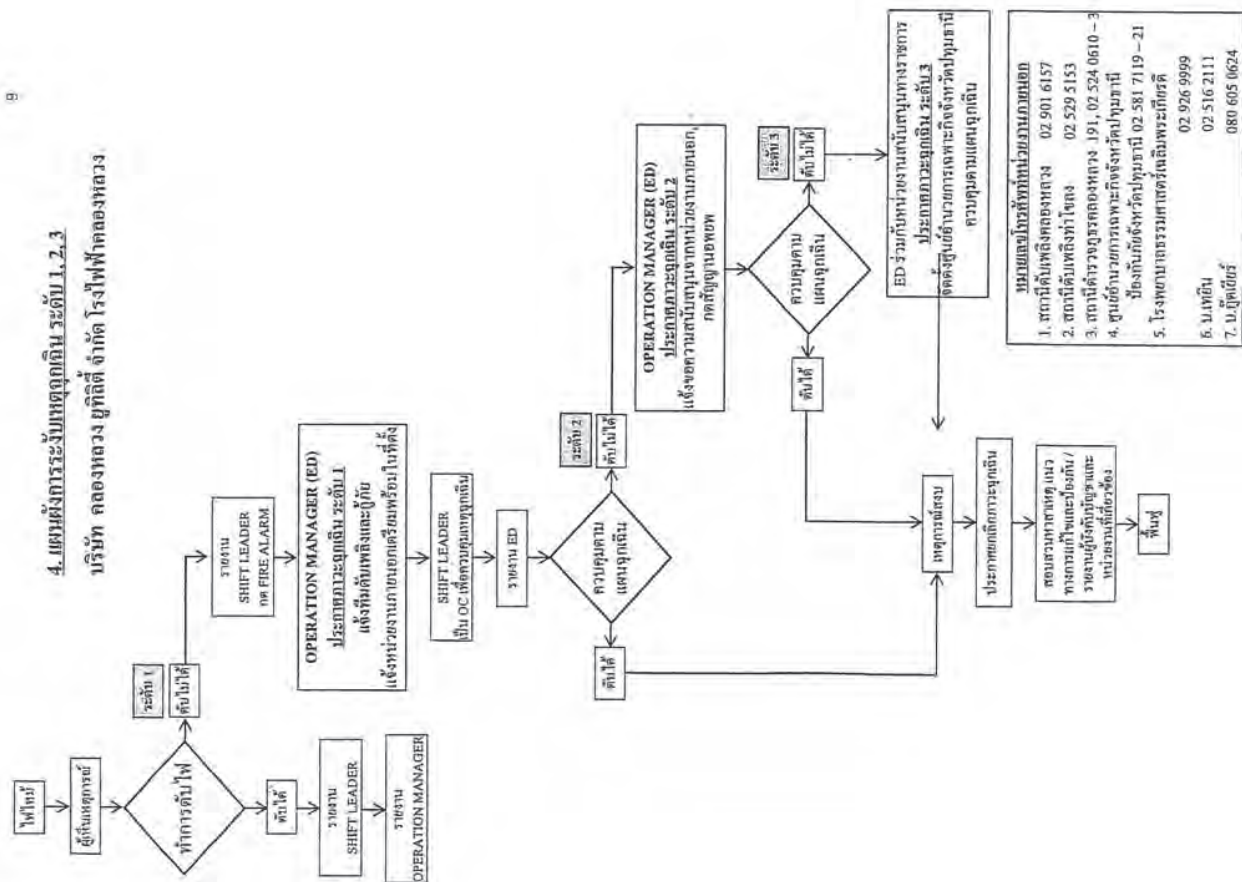 9
4. แผนผังการระงับเหตุฉุกเฉิน ระดับ 1, 2, 3
บริษัท คลองหลวง ยูทิลิตี้ จำกัด โรงไฟฟ้าคลองหลวง
ไฟไหม้
ผู้เห็นเหตุการณ์
ทำการดับไฟ
ดับได้
รายงาน
SHIFT LEADER
รายงาน
OPERATION MANAGER
ระดับ 1
ดับไม่ได้
รายงาน
SHIFT LEADER
กด FIRE ALARM
OPERATION MANAGER (ED)
ประกาศภาวะฉุกเฉิน ระดับ 1
แจ้งทีมดับเพลิงและกู้ภัย
แจ้งหน่วยงานภายนอกเตรียมพร้อมในที่ตั้ง
SHIFT LEADER
เป็น OC เพื่อควบคุมเหตุฉุกเฉิน
รายงาน ED
ควบคุมตาม
แผนฉุกเฉิน
ดับได้
ระดับ 2
ดับไม่ได้
OPERATION MANAGER (ED)
ประกาศภาวะฉุกเฉิน ระดับ 2
แจ้งขอความสนับสนุนจากหน่วยงานภายนอก,
กดสัญญาณอพยพ
ควบคุมตาม
แผนฉุกเฉิน
ดับได้
ระดับ 3
ดับไม่ได้
ED ร่วมกับหน่วยงานสนับสนุนทางราชการ
ประกาศภาวะฉุกเฉิน ระดับ 3
จัดตั้งศูนย์อำนวยการเฉพาะกิจจังหวัดปทุมธานี
ควบคุมตามแผนฉุกเฉิน
เหตุการณ์สงบ
ประกาศยกเลิกภาวะฉุกเฉิน
สอบสวนหาสาเหตุ แนว
ทางการแก้ไขและป้องกัน /
รายงานผู้บังคับบัญชาและ
หน่วยงานที่เกี่ยวข้อง
ฟื้นฟู
หมายเลขโทรศัพท์หน่วยงานภายนอก
1. สถานีดับเพลิงคลองหลวง 02 901 6157
2. สถานีดับเพลิงท่าโขลง 02 529 5153
3. สถานีตำรวจภูธรคลองหลวง 191, 02 524 0610 – 3
4. ศูนย์อำนวยการเฉพาะกิจจังหวัดปทุมธานี
ป้องกันภัยจังหวัดปทุมธานี 02 581 7119 – 21
5. โรงพยาบาลธรรมศาสตร์เฉลิมพระเกียรติ
02 926 9999
6. บ.เทยิน 02 516 2111
7. บ.กู๊ดเยียร์ 080 605 0624